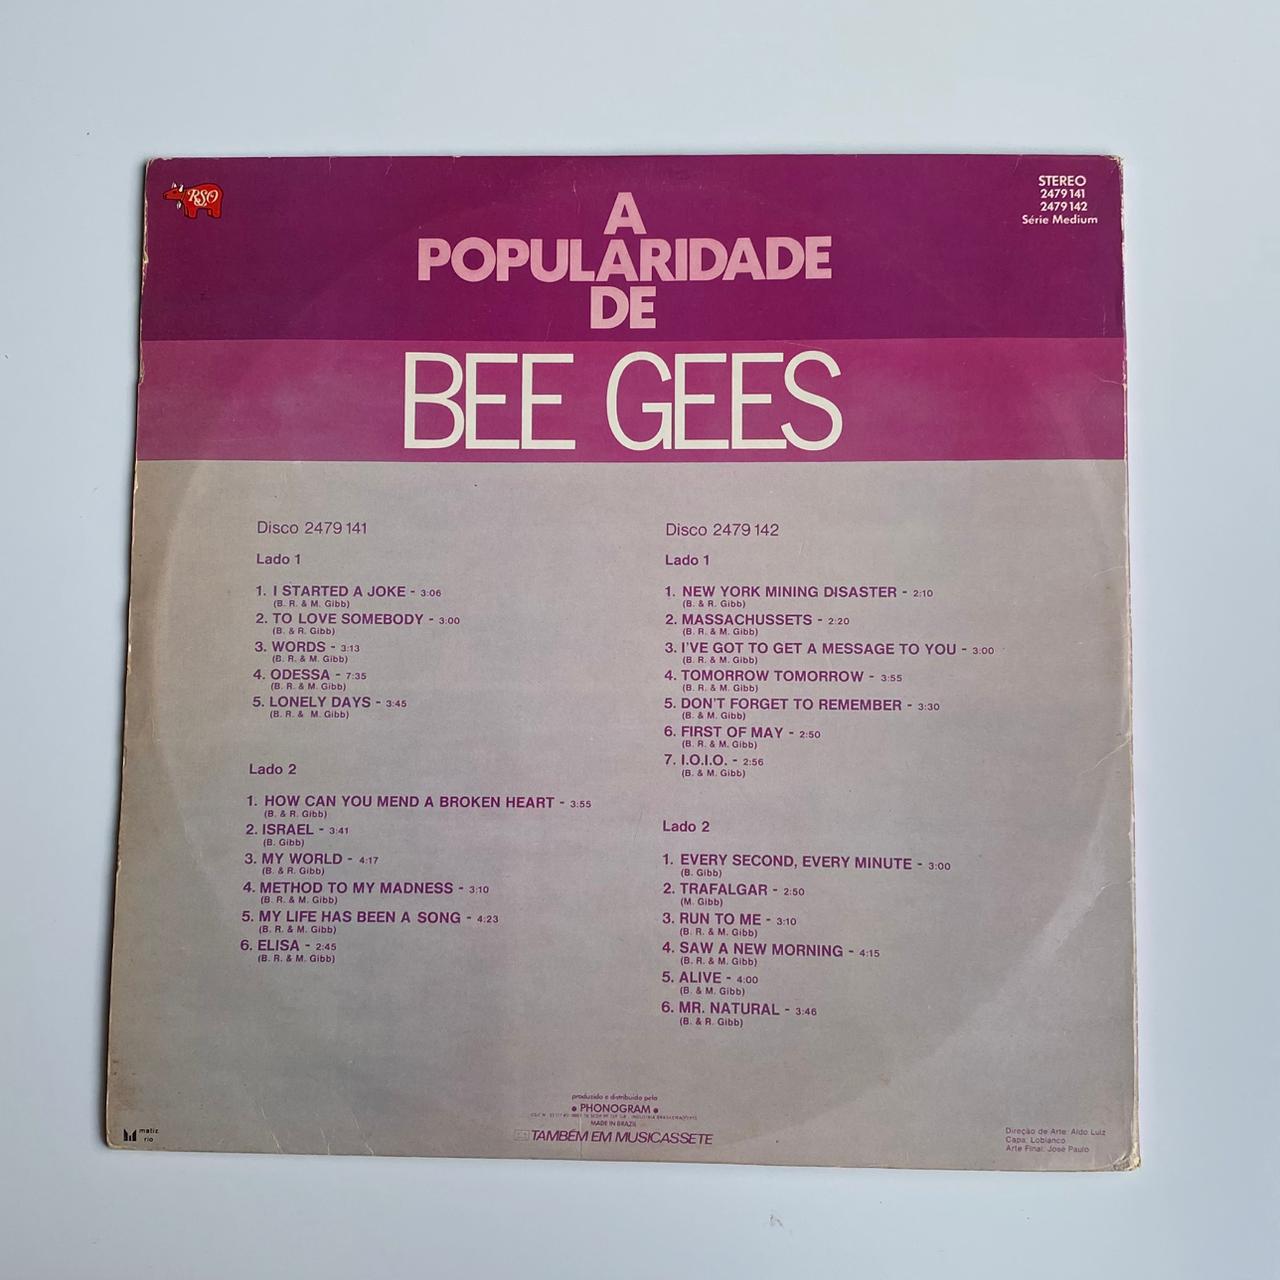 RSO
STEREO
2479 141
2479 142
Série Medium
A
POPULARIDADE
DE
BEE GEES
Disco 2479 141
Lado 1
1. I STARTED A JOKE - 3:06
(B. R. & M. Gibb)
2. TO LOVE SOMEBODY - 3:00
(B. & R. Gibb)
3. WORDS - 3:13
(B. R. & M. Gibb)
4. ODESSA - 7:35
(B. R. & M. Gibb)
5. LONELY DAYS - 3:45
(B. R. & M. Gibb)
Lado 2
1. HOW CAN YOU MEND A BROKEN HEART - 3:55
(B. & R. Gibb)
2. ISRAEL - 3:41
(B. Gibb)
3. MY WORLD - 4:17
(B. & R. Gibb)
4. METHOD TO MY MADNESS - 3:10
(B. R. & M. Gibb)
5. MY LIFE HAS BEEN A SONG - 4:23
(B. R. & M. Gibb)
6. ELISA - 2:45
(B. R. & M. Gibb)
Disco 2479 142
Lado 1
1. NEW YORK MINING DISASTER - 2:10
(B. & R. Gibb)
2. MASSACHUSSETS - 2:20
(B. R. & M. Gibb)
3. I'VE GOT TO GET A MESSAGE TO YOU - 3:00
(B. R. & M. Gibb)
4. TOMORROW TOMORROW - 3:55
(B. R. & M. Gibb)
5. DON'T FORGET TO REMEMBER - 3:30
(B. & M. Gibb)
6. FIRST OF MAY - 2:50
(B. R. & M. Gibb)
7. I.O.I.O. - 2:56
(B. & M. Gibb)
Lado 2
1. EVERY SECOND, EVERY MINUTE - 3:00
(B. Gibb)
2. TRAFALGAR - 2:50
(M. Gibb)
3. RUN TO ME - 3:10
(B. R. & M. Gibb)
4. SAW A NEW MORNING - 4:15
(B. R. & M. Gibb)
5. ALIVE - 4:00
(B. & M. Gibb)
6. MR. NATURAL - 3:46
(B. & R. Gibb)
produzido e distribuido pela
• PHONOGRAM •
INDÚSTRIA BRASILEIRA
MADE IN BRAZIL
TAMBÉM EM MUSICASSETE
matiz
rio
Direção de Arte: Aldo Luiz
Capa: Lobianco
Arte Final: José Paulo